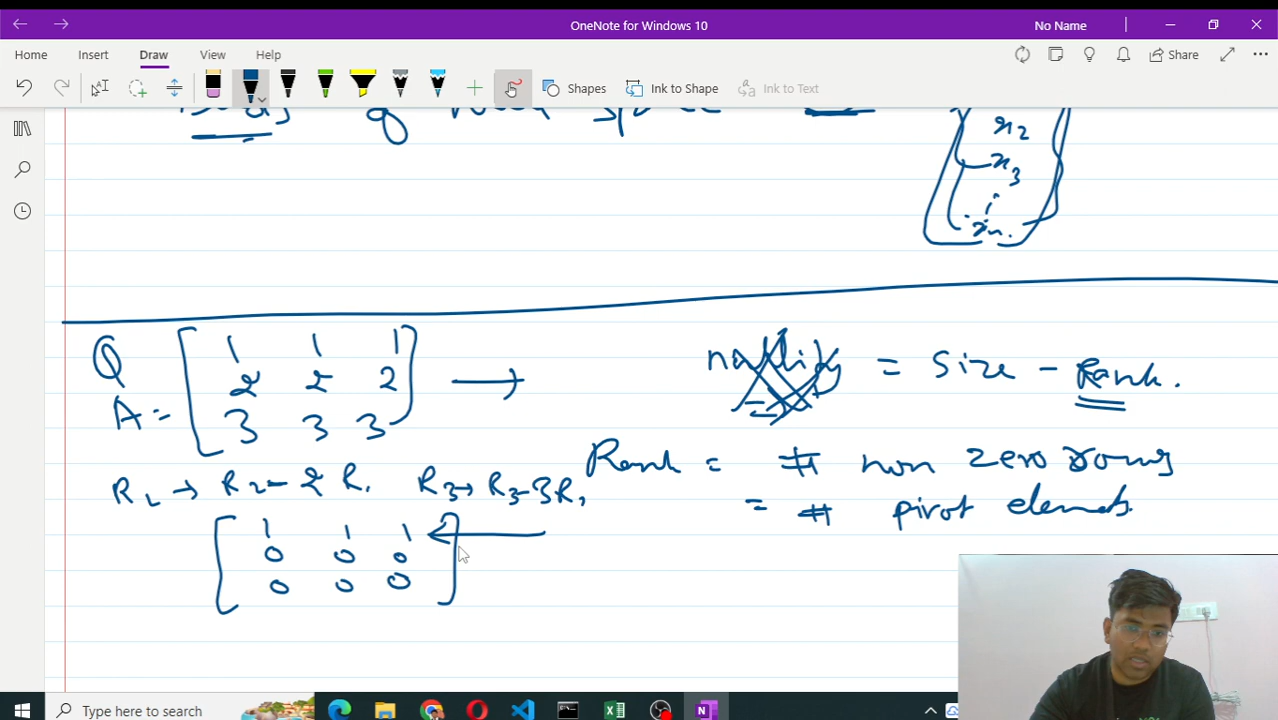 OneNote for Windows 10
No Name
Home Insert Draw View Help
Share
Shapes Ink to Shape Ink to Text
of space
x2
x3
xn.
Q
A = [ 1 1 1
2 2 2
3 3 3 ] →
nullity = Size - Rank.
Rank = # non zero rows
= # pivot elements.
R2 → R2 - 2R1 R3 → R3 - 3R1
[ 1 1 1
0 0 0
0 0 0 ]
Type here to search